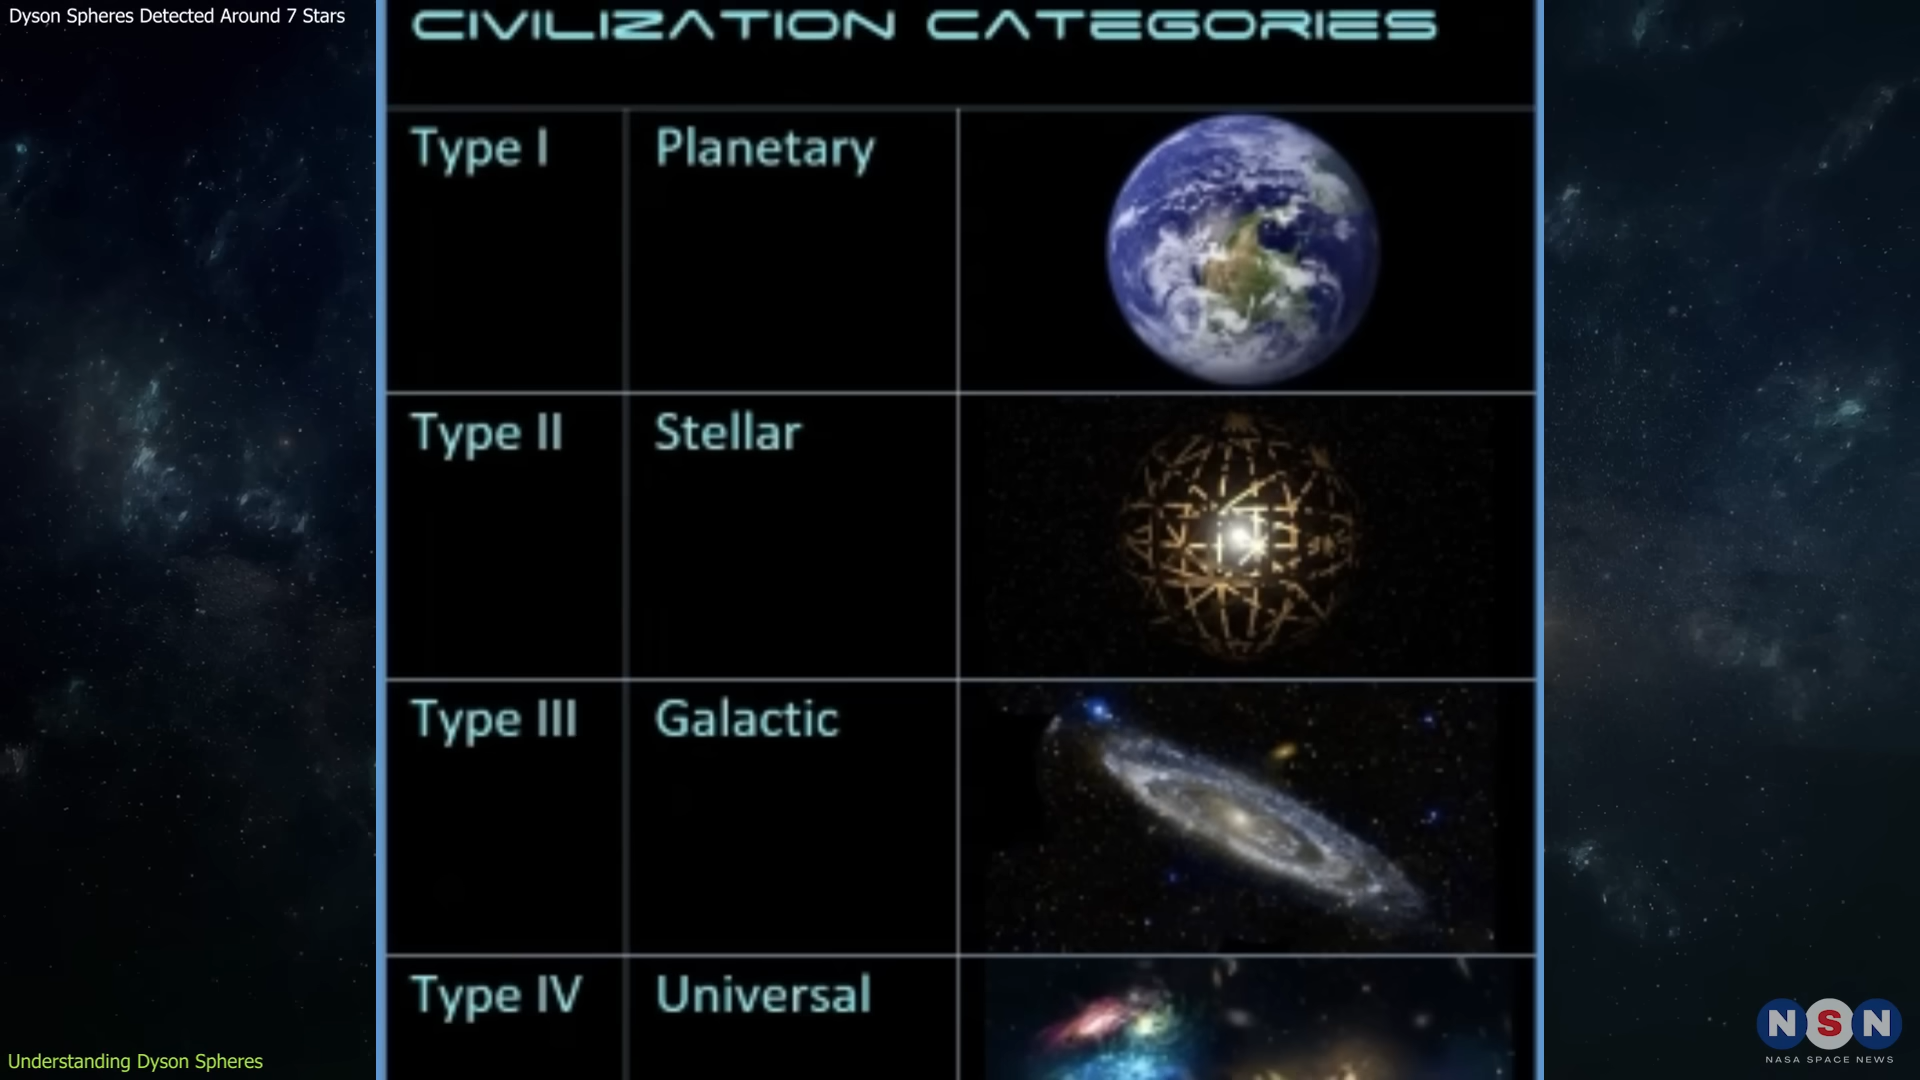 Dyson Spheres Detected Around 7 Stars
CIVILIZATION CATEGORIES
Type I Planetary
Type II Stellar
Type III Galactic
Type IV Universal
Understanding Dyson Spheres
NSN
NASA SPACE NEWS